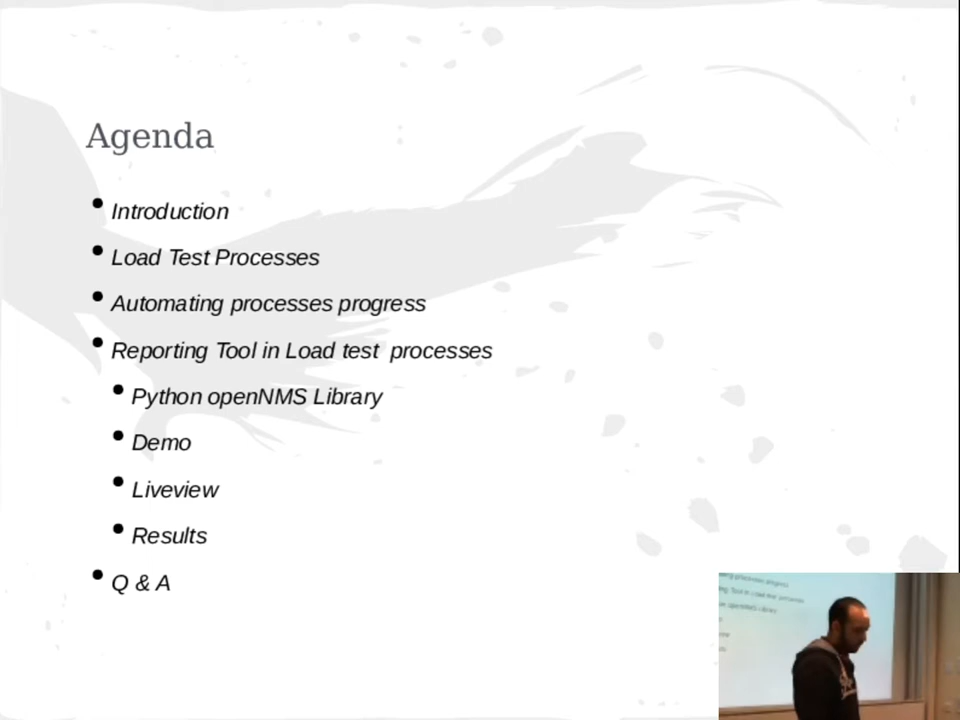 Agenda
Introduction
Load Test Processes
Automating processes progress
Reporting Tool in Load test  processes
Python openNMS Library
Demo
Liveview
Results
Q & A